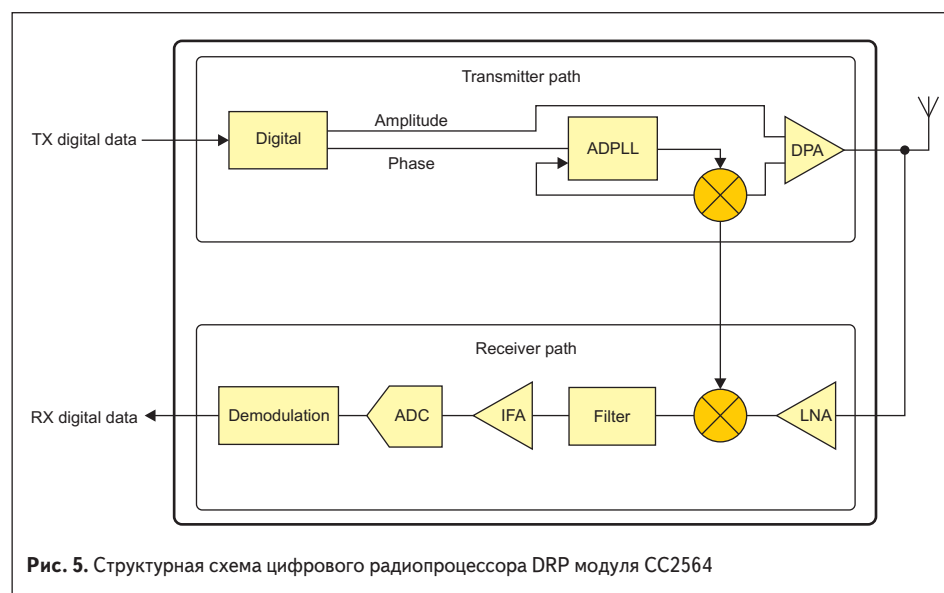 Transmitter path
Amplitude
TX digital data
Digital
ADPLL
DPA
Phase
Receiver path
RX digital data
Demodulation
ADC
IFA
Filter
LNA
Рис. 5. Структурная схема цифрового радиопроцессора DRP модуля CC2564